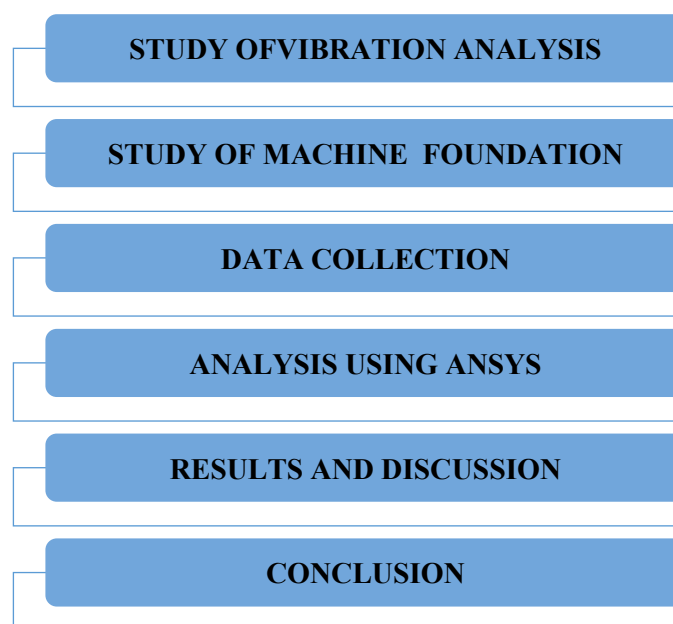 STUDY OFVIBRATION ANALYSIS
STUDY OF MACHINE FOUNDATION
DATA COLLECTION
ANALYSIS USING ANSYS
RESULTS AND DISCUSSION
CONCLUSION